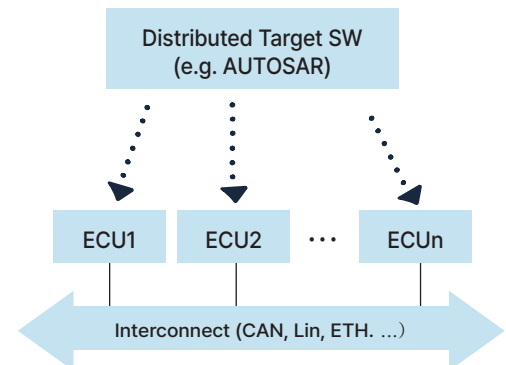 Distributed Target SW
(e.g. AUTOSAR)
ECU1 ECU2 ··· ECUn
Interconnect (CAN, Lin, ETH. ...）